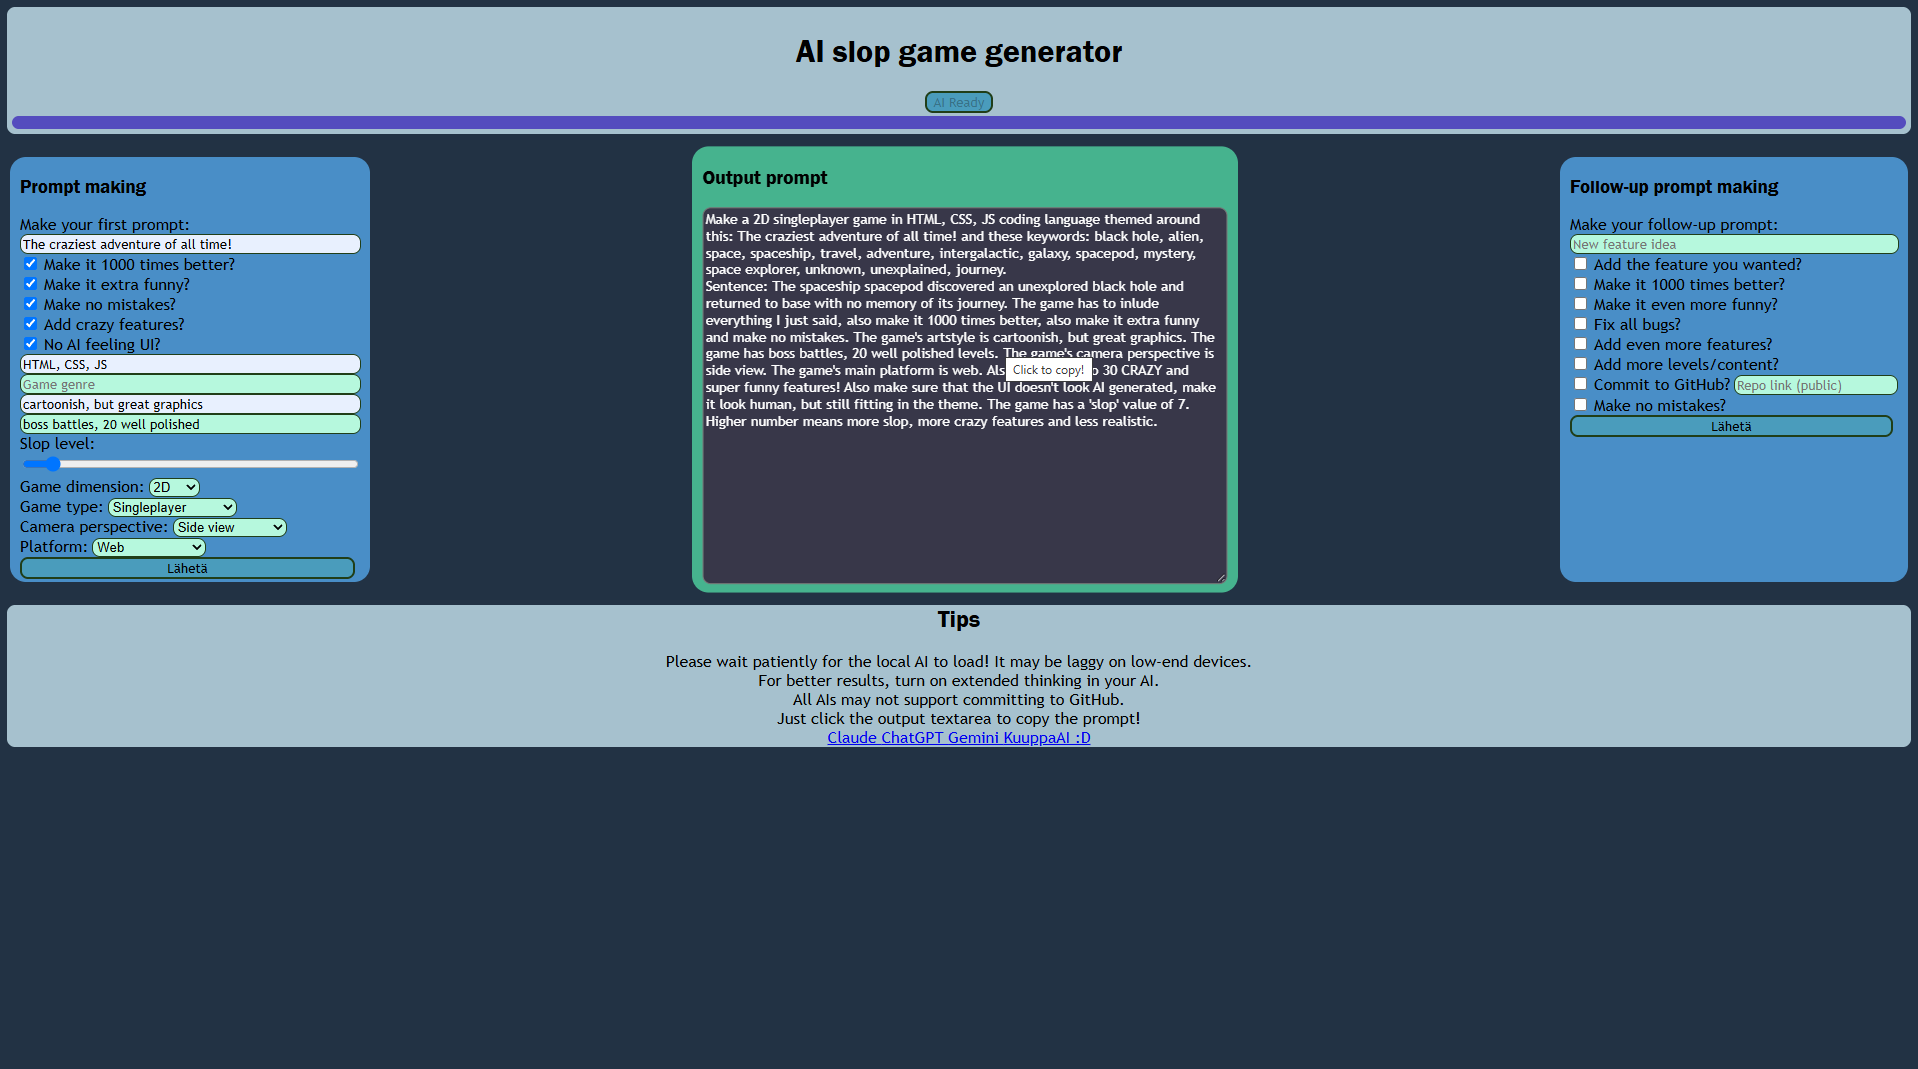 AI slop game generator
AI Ready
Prompt making
Make your first prompt:
The craziest adventure of all time!
Make it 1000 times better?
Make it extra funny?
Make no mistakes?
Add crazy features?
No AI feeling UI?
HTML, CSS, JS
Game genre
cartoonish, but great graphics
boss battles, 20 well polished
Slop level:
Game dimension: 2D
Game type: Singleplayer
Camera perspective: Side view
Platform: Web
Lähetä
Output prompt
Make a 2D singleplayer game in HTML, CSS, JS coding language themed around
this: The craziest adventure of all time! and these keywords: black hole, alien,
space, spaceship, travel, adventure, intergalactic, galaxy, spacepod, mystery,
space explorer, unknown, unexplained, journey.
Sentence: The spaceship spacepod discovered an unexplored black hole and
returned to base with no memory of its journey. The game has to inlude
everything I just said, also make it 1000 times better, also make it extra funny
and make no mistakes. The game's artstyle is cartoonish, but great graphics. The
game has boss battles, 20 well polished levels. The game's camera perspective is
side view. The game's main platform is web. Als o 30 CRAZY and
Click to copy!
super funny features! Also make sure that the UI doesn't look AI generated, make
it look human, but still fitting in the theme. The game has a 'slop' value of 7.
Higher number means more slop, more crazy features and less realistic.
Follow-up prompt making
Make your follow-up prompt:
New feature idea
Add the feature you wanted?
Make it 1000 times better?
Make it even more funny?
Fix all bugs?
Add even more features?
Add more levels/content?
Commit to GitHub? Repo link (public)
Make no mistakes?
Lähetä
Tips
Please wait patiently for the local AI to load! It may be laggy on low-end devices.
For better results, turn on extended thinking in your AI.
All AIs may not support committing to GitHub.
Just click the output textarea to copy the prompt!
Claude ChatGPT Gemini KuuppaAI :D